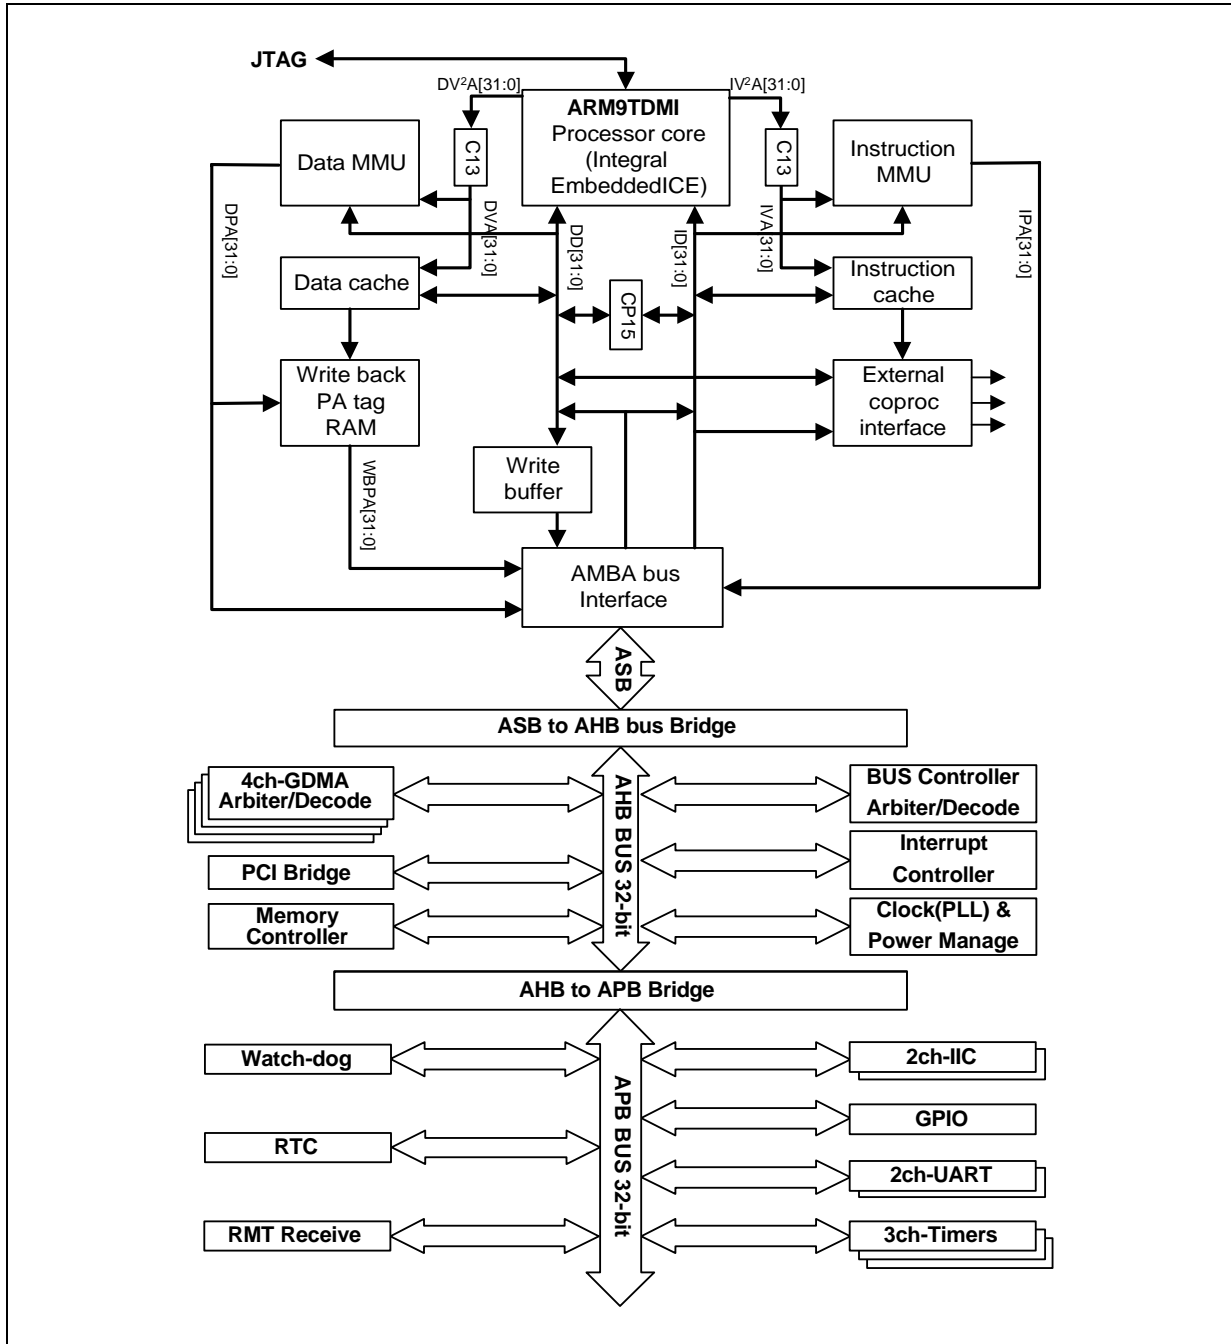 JTAG
DV²A[31:0]
IV²A[31:0]
ARM9TDMI
Processor core
(Integral
EmbeddedICE)
Data MMU
C13
C13
Instruction
MMU
DPA[31:0]
DVA[31:0]
DD[31:0]
ID[31:0]
IVA[31:0]
IPA[31:0]
Data cache
CP15
Instruction
cache
Write back
PA tag
RAM
External
coproc
interface
WBPA[31:0]
Write
buffer
AMBA bus
Interface
ASB
ASB to AHB bus Bridge
4ch-GDMA
Arbiter/Decode
BUS Controller
Arbiter/Decode
AHB BUS 32-bit
PCI Bridge
Interrupt
Controller
Memory
Controller
Clock(PLL) &
Power Manage
AHB to APB Bridge
Watch-dog
2ch-IIC
APB BUS 32-bit
GPIO
RTC
2ch-UART
RMT Receive
3ch-Timers